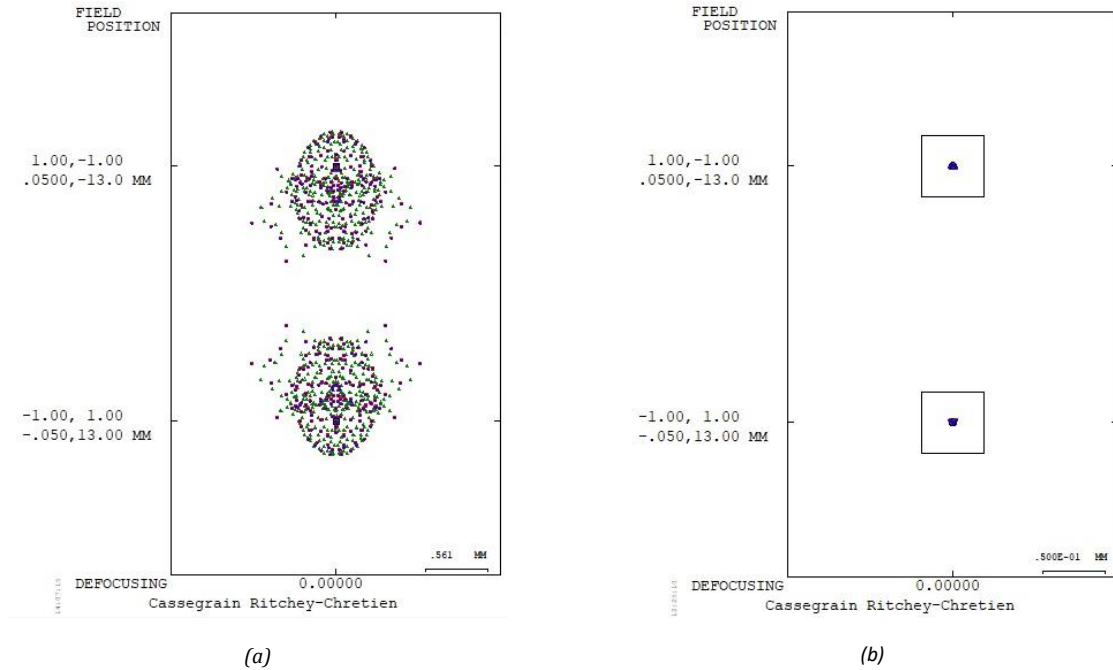 FIELD
POSITION
1.00,-1.00
.0500,-13.0 MM
-1.00, 1.00
-.050,13.00 MM
.561 MM
DEFOCUSING 0.00000
Cassegrain Ritchey-Chretien
(a)
FIELD
POSITION
1.00,-1.00
.0500,-13.0 MM
-1.00, 1.00
-.050,13.00 MM
.500E-01 MM
DEFOCUSING 0.00000
Cassegrain Ritchey-Chretien
(b)